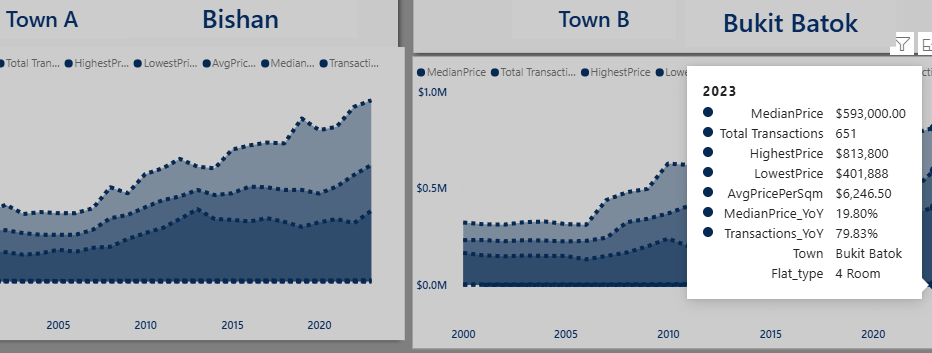 Town A
Bishan
Total Tran... HighestPr... LowestPr... AvgPric... Median... Transacti...
2005 2010 2015 2020
Town B
Bukit Batok
MedianPrice Total Transacti... HighestPrice Lowe
$1.0M
$0.5M
$0.0M
2000 2005 2010 2015 2020
2023
MedianPrice $593,000.00
Total Transactions 651
HighestPrice $813,800
LowestPrice $401,888
AvgPricePerSqm $6,246.50
MedianPrice_YoY 19.80%
Transactions_YoY 79.83%
Town Bukit Batok
Flat_type 4 Room